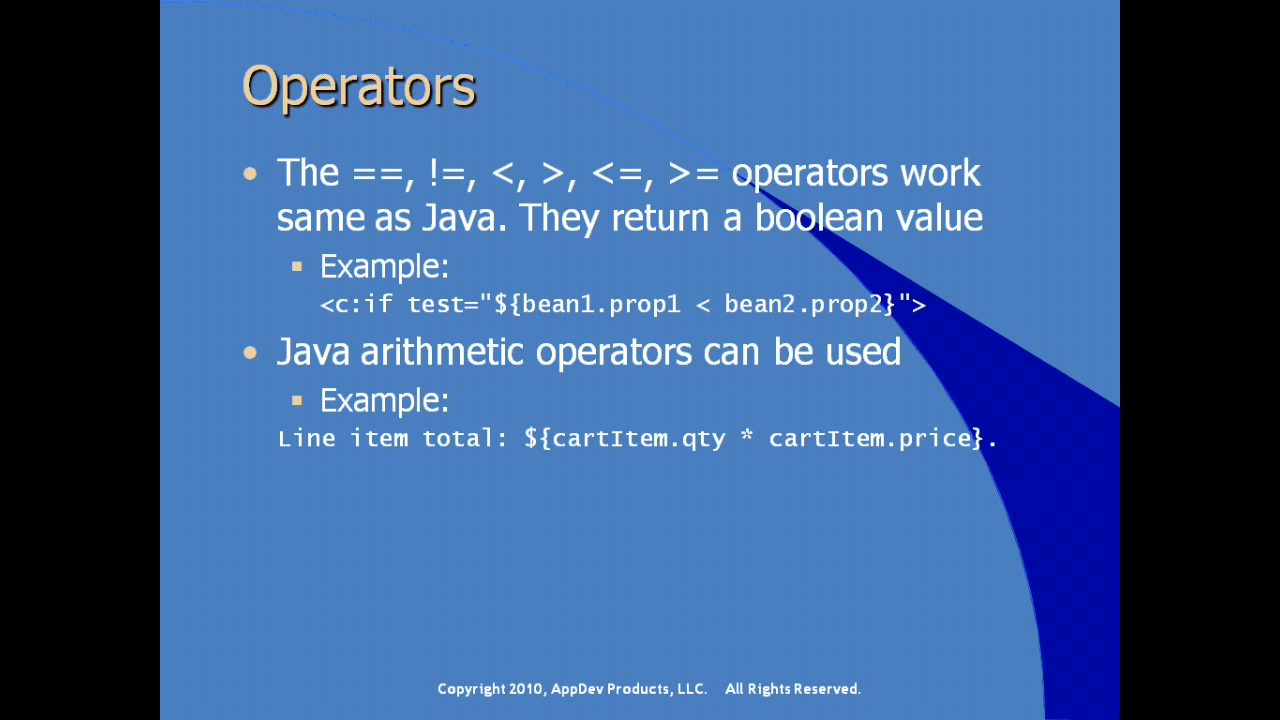 Operators
• The ==, !=, <, >, <=, >= operators work
same as Java. They return a boolean value
▪ Example:
<c:if test="${bean1.prop1 < bean2.prop2}">
• Java arithmetic operators can be used
▪ Example:
Line item total: ${cartItem.qty * cartItem.price}.
Copyright 2010, AppDev Products, LLC. All Rights Reserved.